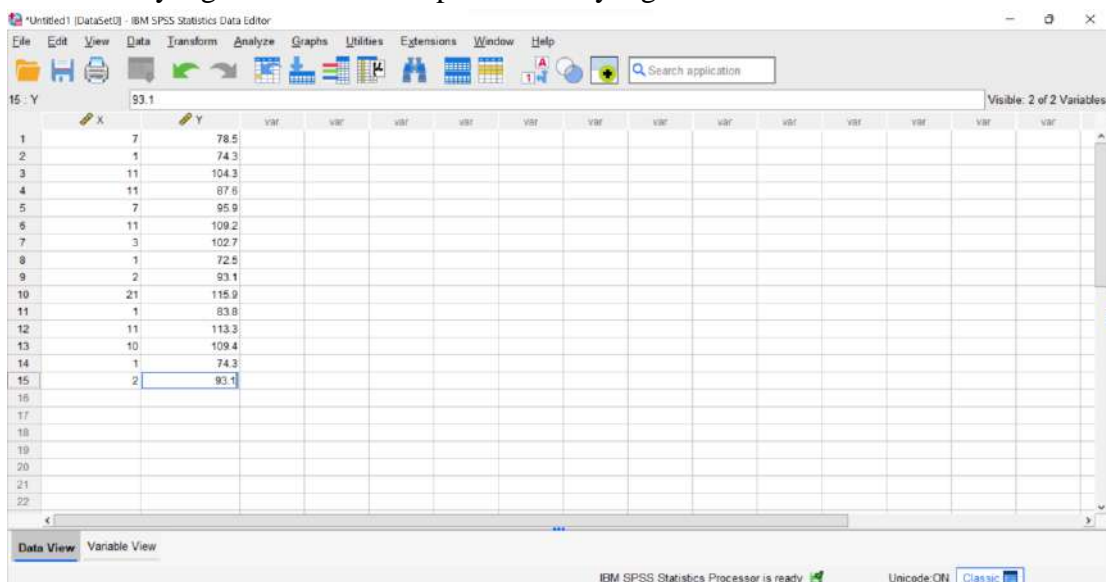 *Untitled1 [DataSet0] - IBM SPSS Statistics Data Editor
File Edit View Data Transform Analyze Graphs Utilities Extensions Window Help
Search application
15 : Y 93.1 Visible: 2 of 2 Variables
X Y var var var var var var var var var var var var
1 7 78.5
2 1 74.3
3 11 104.3
4 11 87.6
5 7 95.9
6 11 109.2
7 3 102.7
8 1 72.5
9 2 93.1
10 21 115.9
11 1 83.8
12 11 113.3
13 10 109.4
14 1 74.3
15 2 93.1
16
17
18
19
20
21
22
Data View Variable View
IBM SPSS Statistics Processor is ready Unicode:ON Classic